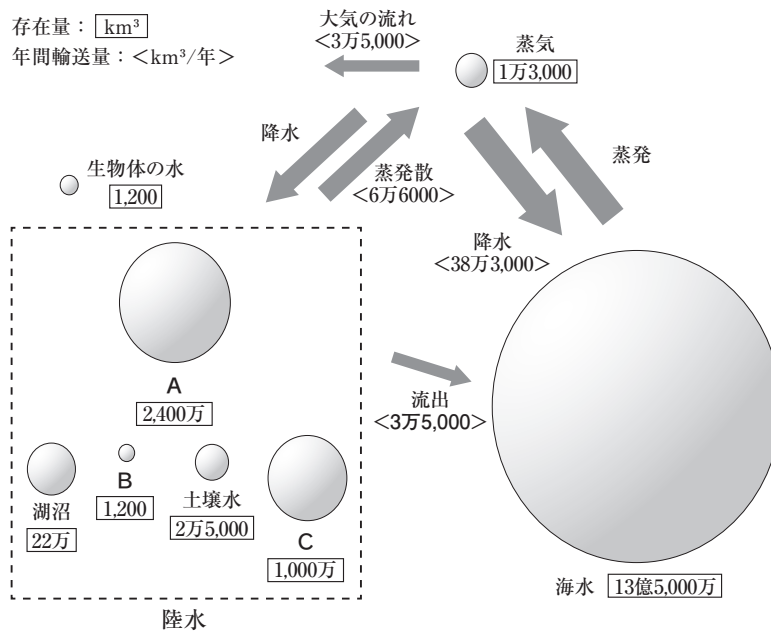 存在量：km³
年間輸送量：＜km³/年＞
大気の流れ
＜3万5,000＞
蒸気
1万3,000
降水
蒸発散
＜6万6000＞
蒸発
降水
＜38万3,000＞
生物体の水
1,200
A
2,400万
湖沼
22万
B
1,200
土壌水
2万5,000
C
1,000万
陸水
流出
＜3万5,000＞
海水 13億5,000万